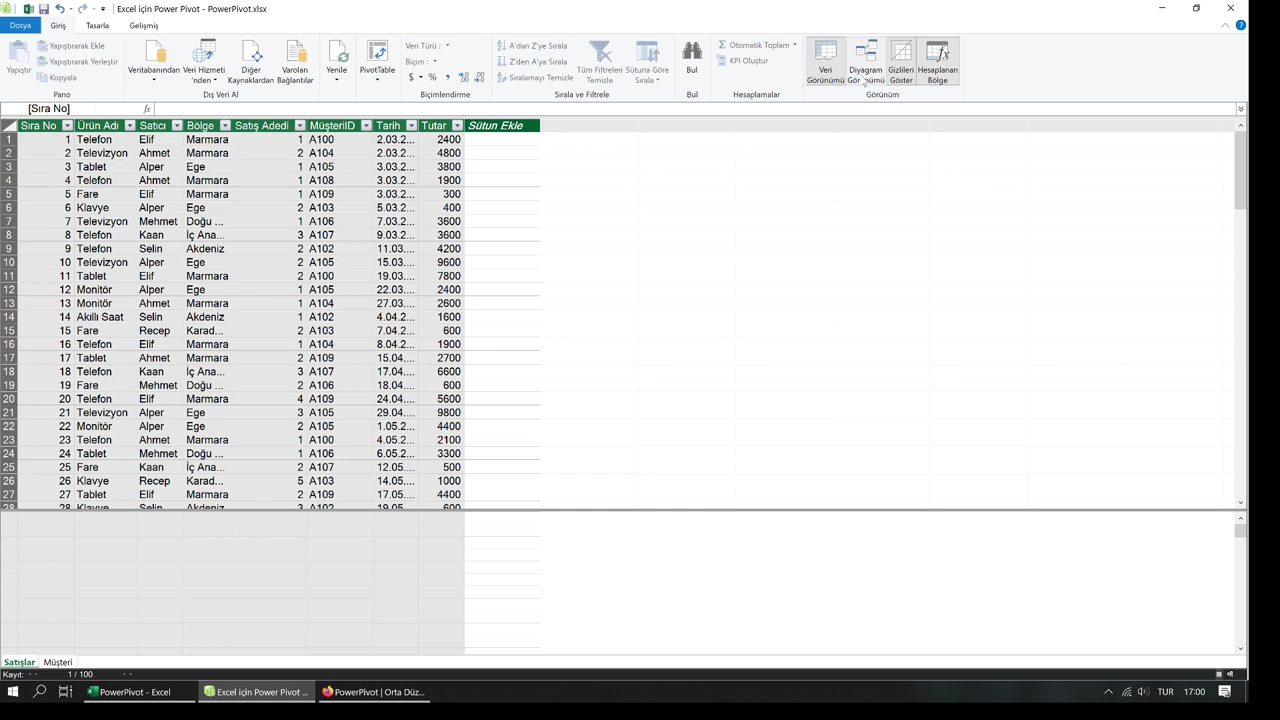 Excel için Power Pivot - PowerPivot.xlsx
Dosya Giriş Tasarla Gelişmiş
Yapıştır
Yapıştırarak Ekle
Yapıştırarak Yerleştir
Kopyala
Pano
Veritabanından
Veri Hizmeti'nden
Diğer Kaynaklardan
Varolan Bağlantılar
Dış Veri Al
Yenile
PivotTable
Veri Türü :
Biçim :
$ % ,
Biçimlendirme
A'dan Z'ye Sırala
Z'den A'ye Sırala
Sıralamayı Temizle
Tüm Filtreleri Temizle
Sütuna Göre Sırala
Sırala ve Filtrele
Bul
Bul
Otomatik Toplam
KPI Oluştur
Hesaplamalar
Veri Görünümü
Diyagram Görünümü
Gizlileri Göster
Hesaplanan Bölge
Görünüm
[Sıra No] fx
Sıra No Ürün Adı Satıcı Bölge Satış Adedi MüşteriID Tarih Tutar Sütun Ekle
1 1 Telefon Elif Marmara 1 A100 2.03.2... 2400
2 2 Televizyon Ahmet Marmara 2 A104 2.03.2... 4800
3 3 Tablet Alper Ege 1 A105 3.03.2... 3800
4 4 Telefon Ahmet Marmara 1 A108 3.03.2... 1900
5 5 Fare Elif Marmara 1 A109 3.03.2... 300
6 6 Klavye Alper Ege 2 A103 5.03.2... 400
7 7 Televizyon Mehmet Doğu ... 1 A106 7.03.2... 3600
8 8 Telefon Kaan İç Ana... 3 A107 9.03.2... 3600
9 9 Telefon Selin Akdeniz 2 A102 11.03.... 4200
10 10 Televizyon Alper Ege 2 A105 15.03.... 9600
11 11 Tablet Elif Marmara 2 A100 19.03.... 7800
12 12 Monitör Alper Ege 1 A105 22.03.... 2400
13 13 Monitör Ahmet Marmara 1 A104 27.03.... 2600
14 14 Akıllı Saat Selin Akdeniz 1 A102 4.04.2... 1600
15 15 Fare Recep Karad... 2 A103 7.04.2... 600
16 16 Telefon Elif Marmara 1 A104 8.04.2... 1900
17 17 Tablet Ahmet Marmara 2 A109 15.04.... 2700
18 18 Telefon Kaan İç Ana... 3 A107 17.04.... 6600
19 19 Fare Mehmet Doğu ... 2 A106 18.04.... 600
20 20 Telefon Elif Marmara 4 A109 24.04.... 5600
21 21 Televizyon Alper Ege 3 A105 29.04.... 9800
22 22 Monitör Alper Ege 2 A105 1.05.2... 4400
23 23 Telefon Ahmet Marmara 1 A100 4.05.2... 2100
24 24 Tablet Mehmet Doğu ... 1 A106 6.05.2... 3300
25 25 Fare Kaan İç Ana... 2 A107 12.05.... 500
26 26 Klavye Recep Karad... 5 A103 14.05.... 1000
27 27 Tablet Elif Marmara 2 A109 17.05.... 4400
28 28 Klavye Selin Akdeniz 3 A102 19.05.... 600
Satışlar Müşteri
Kayıt: 1 / 100
PowerPivot - Excel
Excel için Power Pivot ...
PowerPivot | Orta Düz...
TUR 17:00